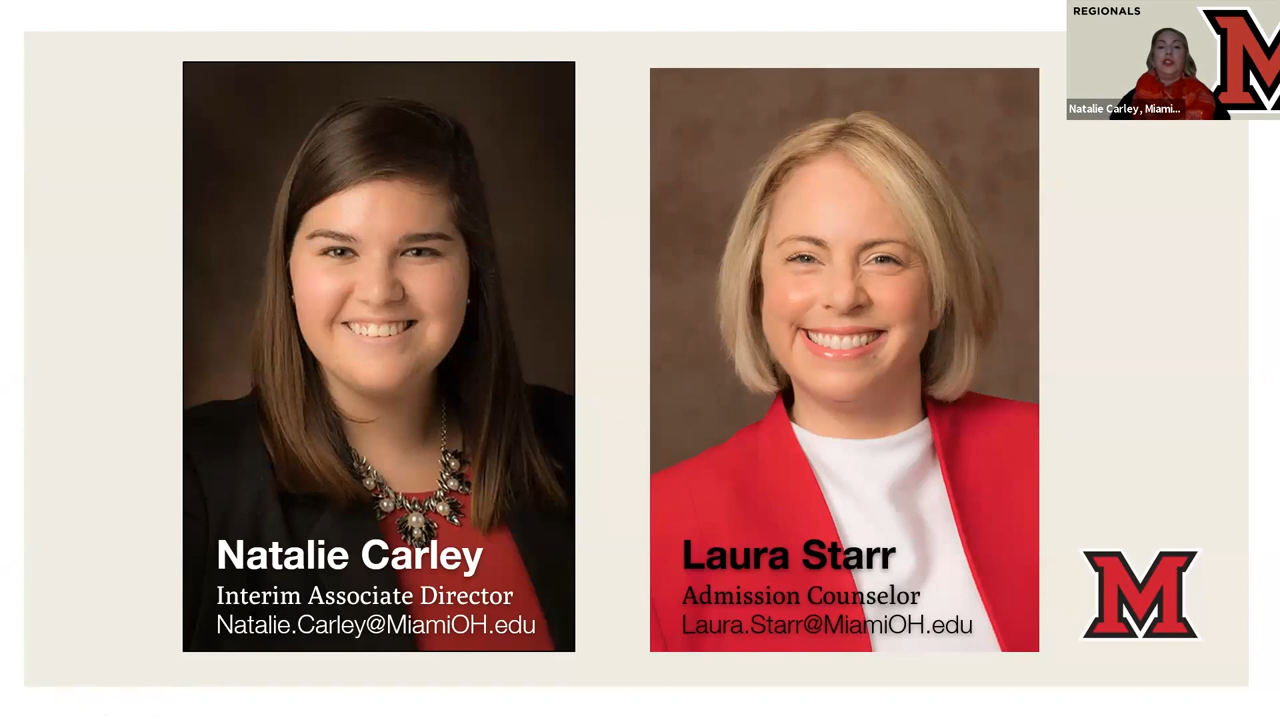 REGIONALS
Natalie Carley, Miami...
Natalie Carley
Interim Associate Director
Natalie.Carley@MiamiOH.edu
Laura Starr
Admission Counselor
Laura.Starr@MiamiOH.edu
M
M